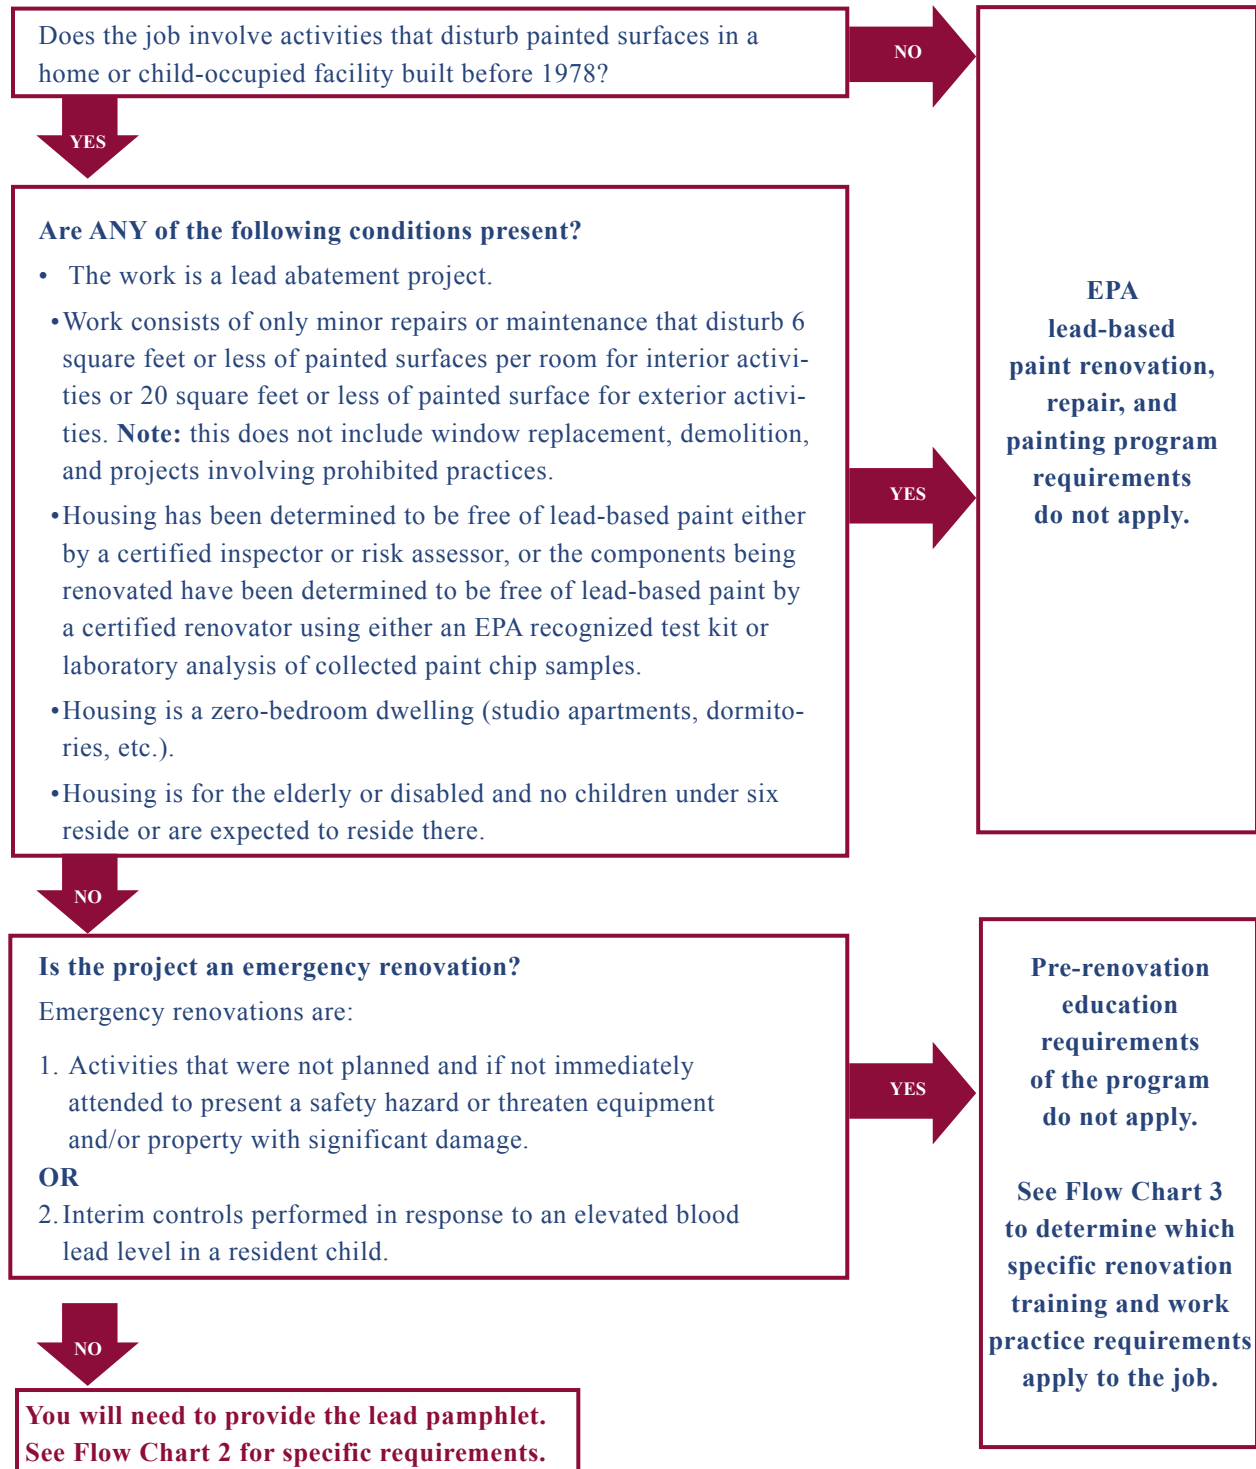 Does the job involve activities that disturb painted surfaces in a
home or child-occupied facility built before 1978?
NO
YES
Are ANY of the following conditions present?
• The work is a lead abatement project.
•Work consists of only minor repairs or maintenance that disturb 6
square feet or less of painted surfaces per room for interior activi-
ties or 20 square feet or less of painted surface for exterior activi-
ties. Note: this does not include window replacement, demolition,
and projects involving prohibited practices.
•Housing has been determined to be free of lead-based paint either
by a certified inspector or risk assessor, or the components being
renovated have been determined to be free of lead-based paint by
a certified renovator using either an EPA recognized test kit or
laboratory analysis of collected paint chip samples.
•Housing is a zero-bedroom dwelling (studio apartments, dormito-
ries, etc.).
•Housing is for the elderly or disabled and no children under six
reside or are expected to reside there.
YES
EPA
lead-based
paint renovation,
repair, and
painting program
requirements
do not apply.
NO
Is the project an emergency renovation?
Emergency renovations are:
1. Activities that were not planned and if not immediately
attended to present a safety hazard or threaten equipment
and/or property with significant damage.
OR
2. Interim controls performed in response to an elevated blood
lead level in a resident child.
YES
Pre-renovation
education
requirements
of the program
do not apply.
See Flow Chart 3
to determine which
specific renovation
training and work
practice requirements
apply to the job.
NO
You will need to provide the lead pamphlet.
See Flow Chart 2 for specific requirements.